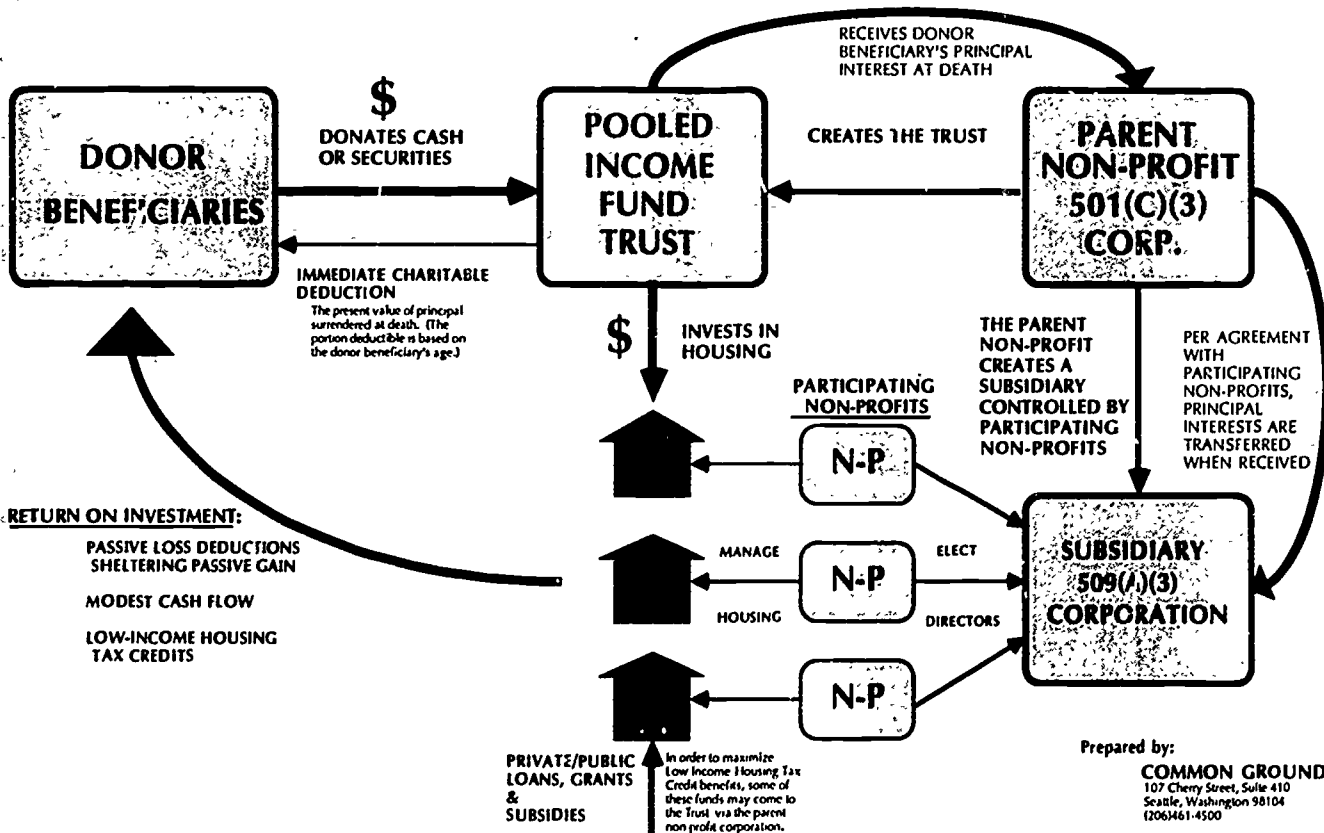 RECEIVES DONOR
BENEFICIARY'S PRINCIPAL
INTEREST AT DEATH
DONOR
BENEFICIARIES
$
DONATES CASH
OR SECURITIES
POOLED
INCOME
FUND
TRUST
CREATES THE TRUST
PARENT
NON-PROFIT
501(C)(3)
CORP.
IMMEDIATE CHARITABLE
DEDUCTION
The present value of principal
surrendered at death. (The
portion deductible is based on
the donor beneficiary's age.)
$
INVESTS IN
HOUSING
THE PARENT
NON-PROFIT
CREATES A
SUBSIDIARY
CONTROLLED BY
PARTICIPATING
NON-PROFITS
PER AGREEMENT
WITH
PARTICIPATING
NON-PROFITS,
PRINCIPAL
INTERESTS ARE
TRANSFERRED
WHEN RECEIVED
PARTICIPATING
NON-PROFITS
N-P
RETURN ON INVESTMENT:
PASSIVE LOSS DEDUCTIONS
SHELTERING PASSIVE GAIN
MODEST CASH FLOW
LOW-INCOME HOUSING
TAX CREDITS
MANAGE
HOUSING
N-P
ELECT
DIRECTORS
SUBSIDIARY
509(A)(3)
CORPORATION
N-P
PRIVATE/PUBLIC
LOANS, GRANTS
&
SUBSIDIES
In order to maximize
Low Income Housing Tax
Credit benefits, some of
these funds may come to
the Trust via the parent
non profit corporation.
Prepared by:
COMMON GROUND
107 Cherry Street, Suite 410
Seattle, Washington 98104
(206)461-4500